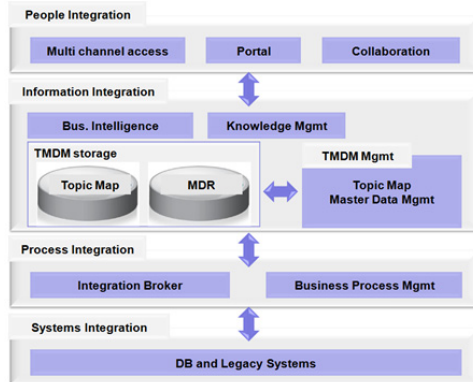 People Integration
Multi channel access
Portal
Collaboration
Information Integration
Bus. Intelligence
Knowledge Mgmt
TMDM storage
Topic Map
MDR
TMDM Mgmt
Topic Map
Master Data Mgmt
Process Integration
Integration Broker
Business Process Mgmt
Systems Integration
DB and Legacy Systems